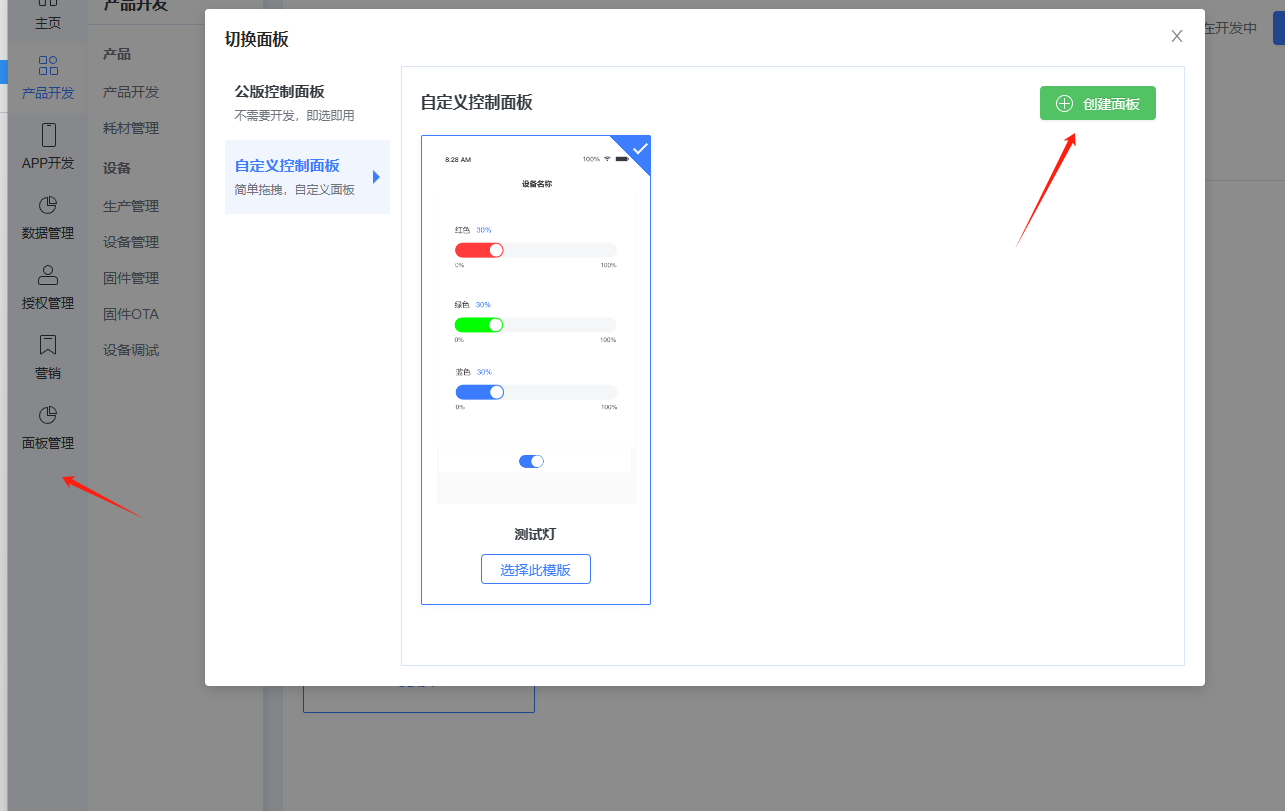 主页
产品开发
APP开发
数据管理
授权管理
营销
面板管理
产品开发
产品
产品开发
耗材管理
设备
生产管理
设备管理
固件管理
固件OTA
设备调试
切换面板
X
在开发中
公版控制面板
不需要开发，即选即用
自定义控制面板
简单拖拽，自定义面板
自定义控制面板
创建面板
8:28 AM
100%
设备名称
红色 30%
0% 100%
绿色 30%
0% 100%
蓝色 30%
0% 100%
测试灯
选择此模版